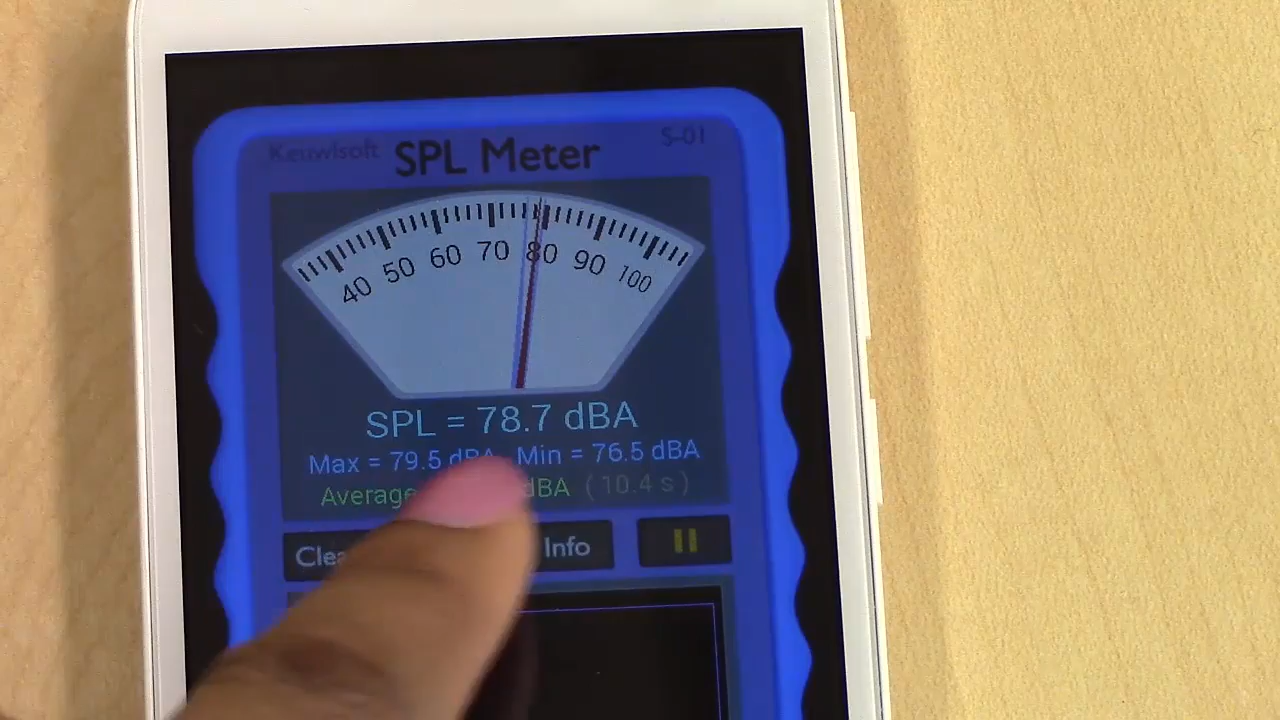 Kenwlsoft SPL Meter S-01
40 50 60 70 80 90 100
SPL = 78.7 dBA
Max = 79.5 dBA Min = 76.5 dBA
Average dBA ( 10.4 s )
Info